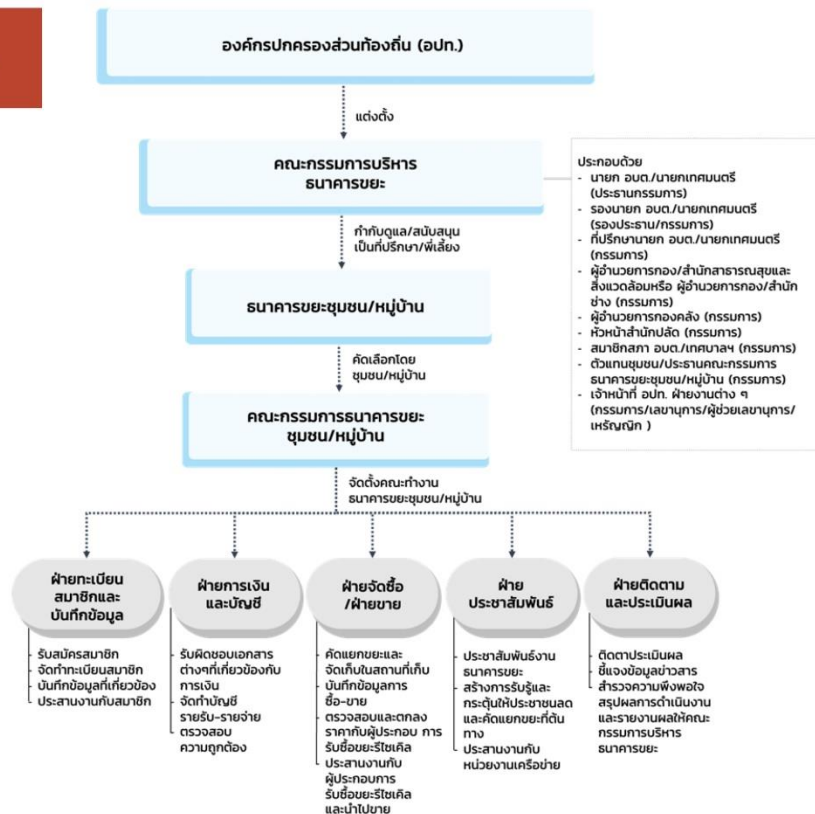 องค์กรปกครองส่วนท้องถิ่น (อปท.)
แต่งตั้ง
คณะกรรมการบริหาร
ธนาคารขยะ
ประกอบด้วย
- นายก อบต./นายกเทศมนตรี
(ประธานกรรมการ)
- รองนายก อบต./นายกเทศมนตรี
(รองประธาน/กรรมการ)
- ที่ปรึกษานายก อบต./นายกเทศมนตรี
(กรรมการ)
- ผู้อำนวยการกอง/สำนักสาธารณสุขและ
สิ่งแวดล้อมหรือ ผู้อำนวยการกอง/สำนัก
ช่าง (กรรมการ)
- ผู้อำนวยการกองคลัง (กรรมการ)
- หัวหน้าสำนักปลัด (กรรมการ)
- สมาชิกสภา อบต./เทศบาลฯ (กรรมการ)
- ตัวแทนชุมชน/ประธานคณะกรรมการ
ธนาคารขยะชุมชน/หมู่บ้าน (กรรมการ)
- เจ้าหน้าที่ อปท. ฝ่ายงานต่าง ๆ
(กรรมการ/เลขานุการ/ผู้ช่วยเลขานุการ/
เหรัญญิก )
กำกับดูแล/สนับสนุน
เป็นที่ปรึกษา/พี่เลี้ยง
ธนาคารขยะชุมชน/หมู่บ้าน
คัดเลือกโดย
ชุมชน/หมู่บ้าน
คณะกรรมการธนาคารขยะ
ชุมชน/หมู่บ้าน
จัดตั้งคณะทำงาน
ธนาคารขยะชุมชน/หมู่บ้าน
ฝ่ายทะเบียน
สมาชิกและ
บันทึกข้อมูล
- รับสมัครสมาชิก
- จัดทำทะเบียนสมาชิก
- บันทึกข้อมูลที่เกี่ยวข้อง
- ประสานงานกับสมาชิก
ฝ่ายการเงิน
และบัญชี
- รับผิดชอบเอกสาร
ต่างๆที่เกี่ยวข้องกับ
การเงิน
- จัดทำบัญชี
รายรับ-รายจ่าย
- ตรวจสอบ
ความถูกต้อง
ฝ่ายจัดซื้อ
/ฝ่ายขาย
- คัดแยกขยะและ
จัดเก็บในสถานที่เก็บ
- บันทึกข้อมูลการ
ซื้อ-ขาย
- ตรวจสอบและตกลง
ราคากับผู้ประกอบ การ
รับซื้อขยะรีไซเคิล
- ประสานงานกับ
ผู้ประกอบการ
รับซื้อขยะรีไซเคิล
และนำไปขาย
ฝ่าย
ประชาสัมพันธ์
- ประชาสัมพันธ์งาน
ธนาคารขยะ
- สร้างการรับรู้และ
กระตุ้นให้ประชาชนลด
และคัดแยกขยะที่ต้น
ทาง
- ประสานงานกับ
หน่วยงานเครือข่าย
ฝ่ายติดตาม
และประเมินผล
- ติดตาประเมินผล
- ชี้แจงข้อมูลข่าวสาร
- สำรวจความพึงพอใจ
- สรุปผลการดำเนินงาน
และรายงานผลให้คณะ
กรรมการบริหาร
ธนาคารขยะ